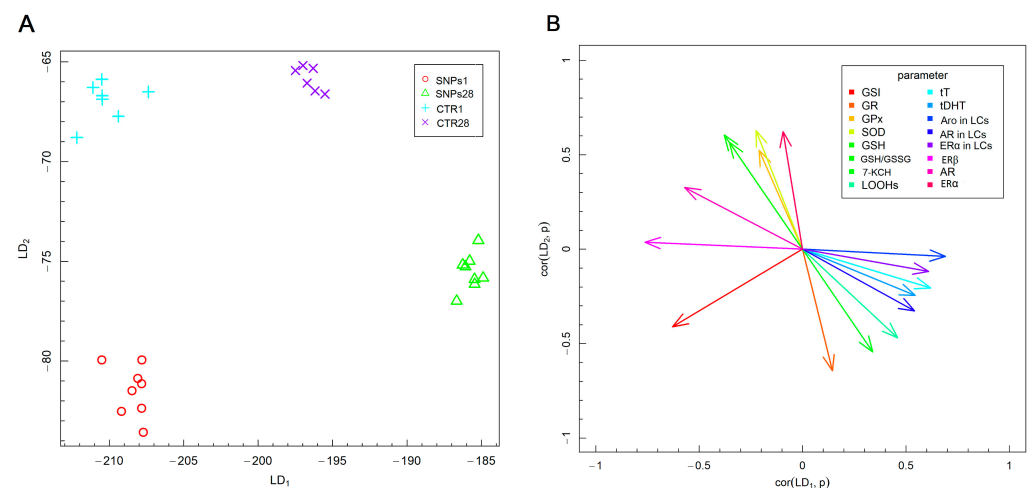 A
−65
−70
−75
−80
LD2
−210
−205
−200
−195
−190
−185
LD1
SNPs1
SNPs28
CTR1
CTR28
B
1
0.5
0
−0.5
−1
cor(LD2, p)
−1
−0.5
0
0.5
1
cor(LD1, p)
parameter
GSI
GR
GPx
SOD
GSH
GSH/GSSG
7-KCH
LOOHs
tT
tDHT
Aro in LCs
AR in LCs
ERα in LCs
ERβ
AR
ERα